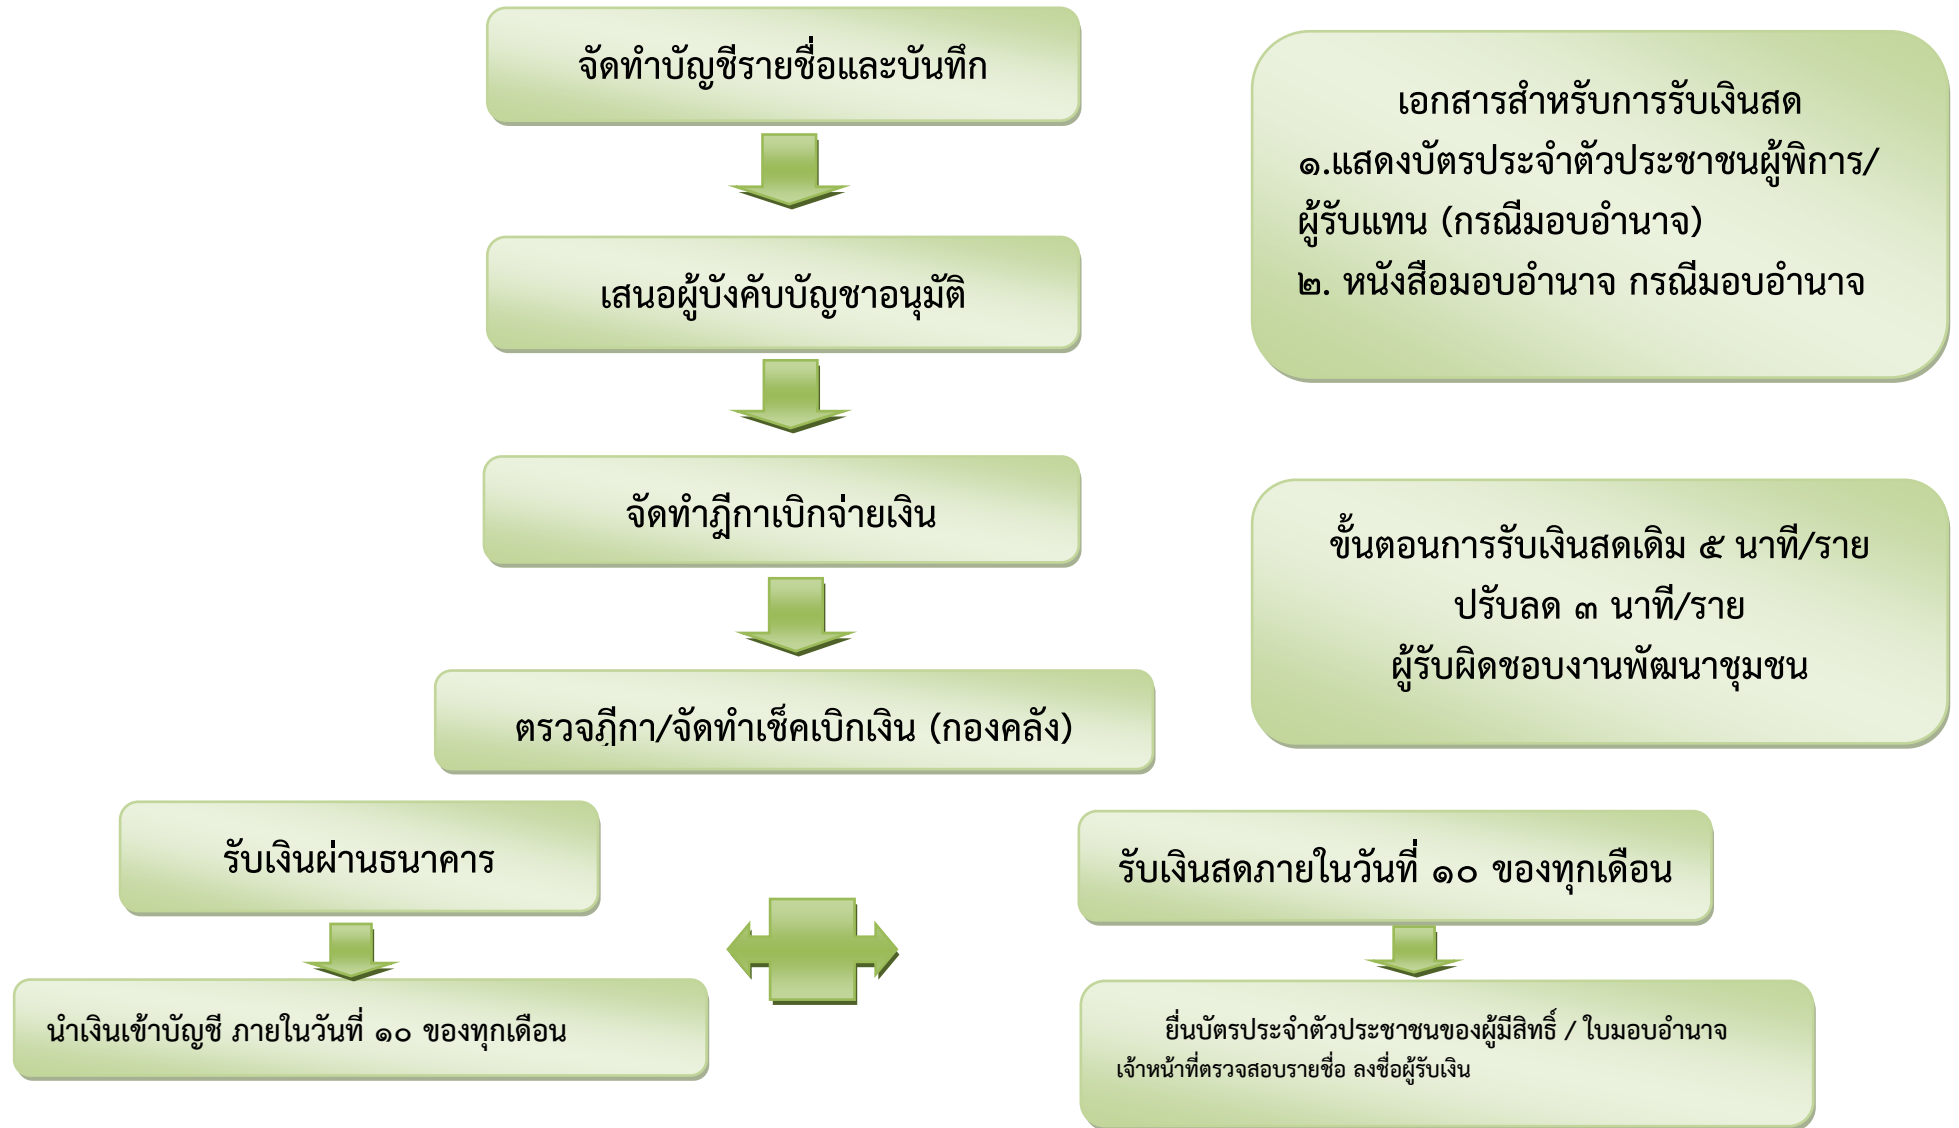 จัดทำบัญชีรายชื่อและบันทึก
เสนอผู้บังคับบัญชาอนุมัติ
จัดทำฎีกาเบิกจ่ายเงิน
ตรวจฎีกา/จัดทำเช็คเบิกเงิน (กองคลัง)
เอกสารสำหรับการรับเงินสด
๑.แสดงบัตรประจำตัวประชาชนผู้พิการ/
ผู้รับแทน (กรณีมอบอำนาจ)
๒. หนังสือมอบอำนาจ กรณีมอบอำนาจ
ขั้นตอนการรับเงินสดเดิม ๕ นาที/ราย
ปรับลด ๓ นาที/ราย
ผู้รับผิดชอบงานพัฒนาชุมชน
รับเงินผ่านธนาคาร
นำเงินเข้าบัญชี ภายในวันที่ ๑๐ ของทุกเดือน
รับเงินสดภายในวันที่ ๑๐ ของทุกเดือน
ยื่นบัตรประจำตัวประชาชนของผู้มีสิทธิ์ / ใบมอบอำนาจ
เจ้าหน้าที่ตรวจสอบรายชื่อ ลงชื่อผู้รับเงิน